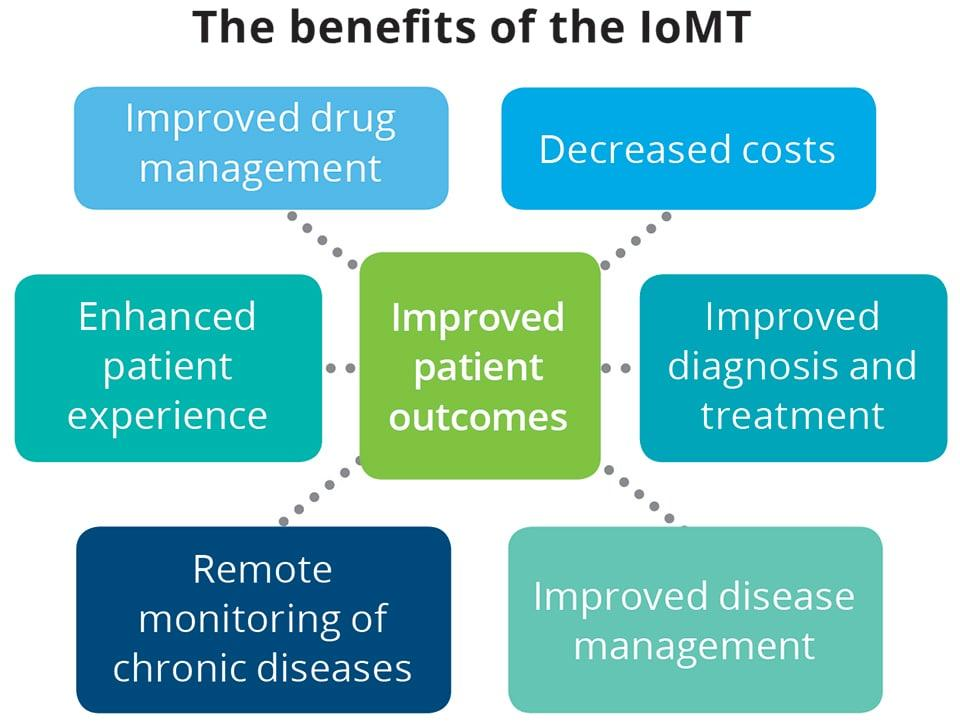 The benefits of the IoMT
Improved drug
management
Decreased costs
Enhanced
patient
experience
Improved
patient
outcomes
Improved
diagnosis and
treatment
Remote
monitoring of
chronic diseases
Improved disease
management